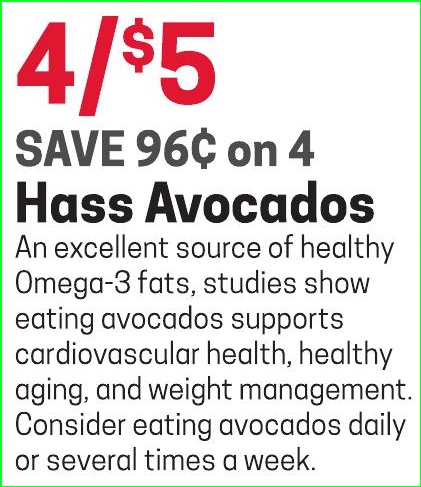 4/$5
SAVE 96¢ on 4
Hass Avocados
An excellent source of healthy
Omega-3 fats, studies show
eating avocados supports
cardiovascular health, healthy
aging, and weight management.
Consider eating avocados daily
or several times a week.